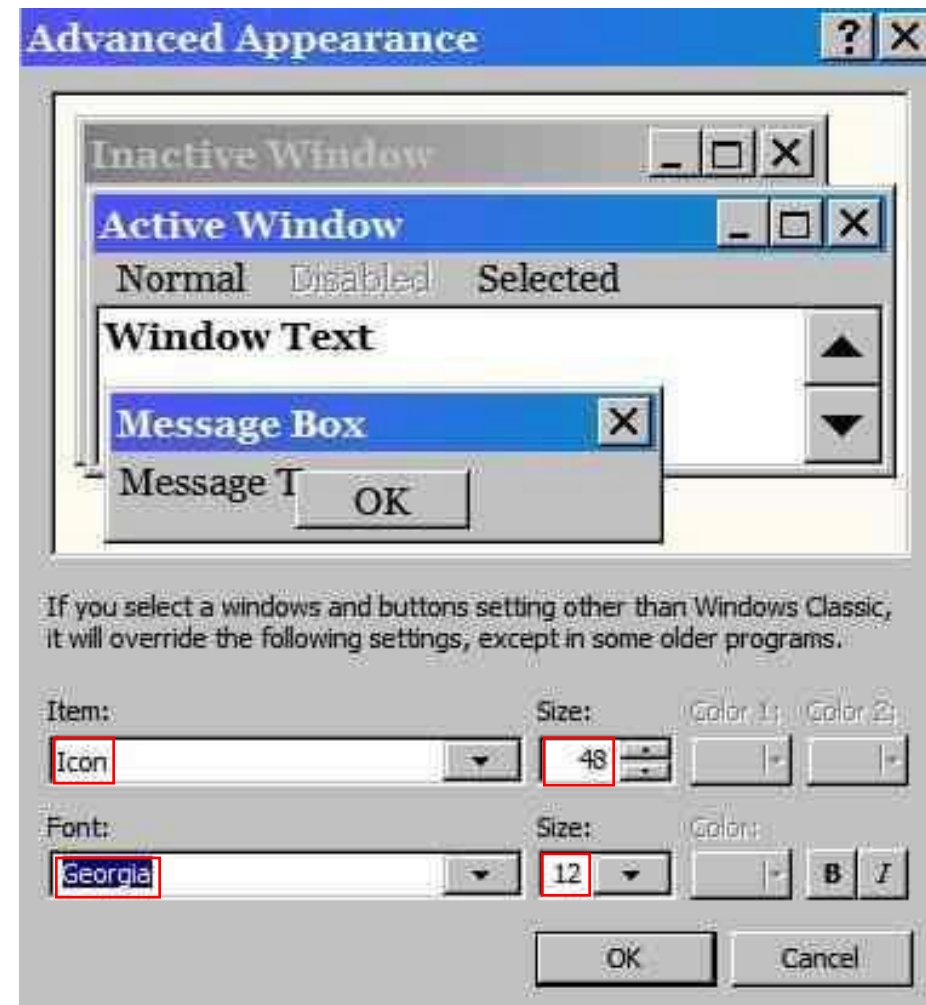 Advanced Appearance
Inactive Window
Active Window
Normal Disabled Selected
Window Text
Message Box
Message T
OK
If you select a windows and buttons setting other than Windows Classic,
it will override the following settings, except in some older programs.
Item: Size: Color 1: Color 2:
Icon 48
Font: Size: Color:
Georgia 12 B I
OK Cancel